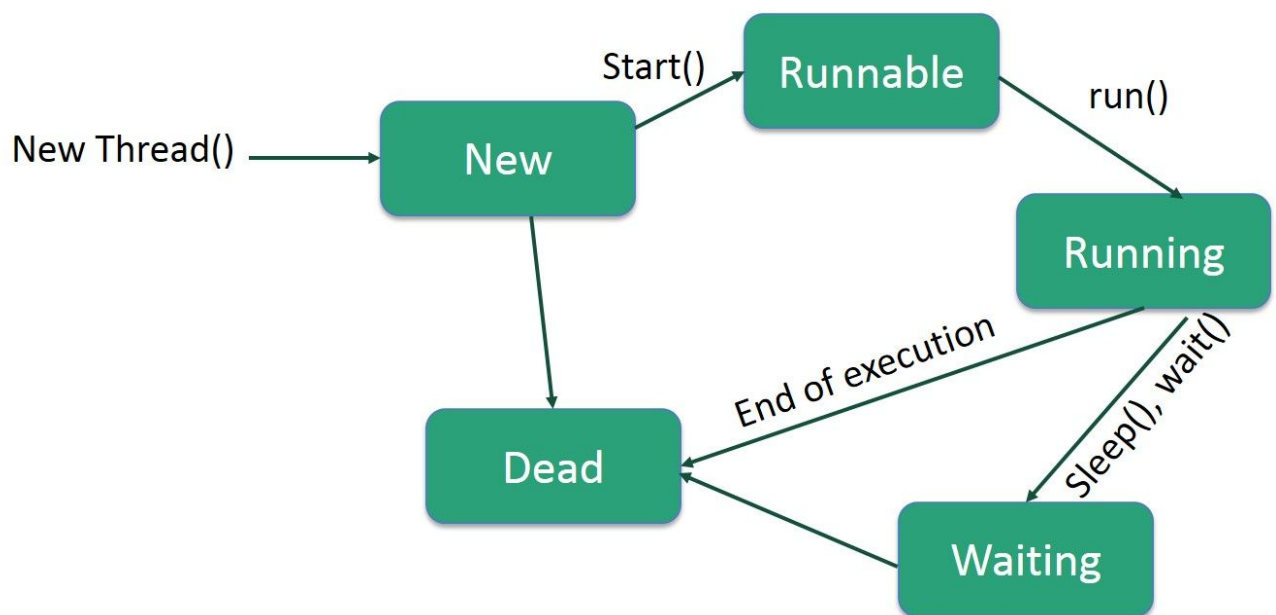 Start()
Runnable
run()
New Thread()
New
Running
End of execution
Sleep(), wait()
Dead
Waiting